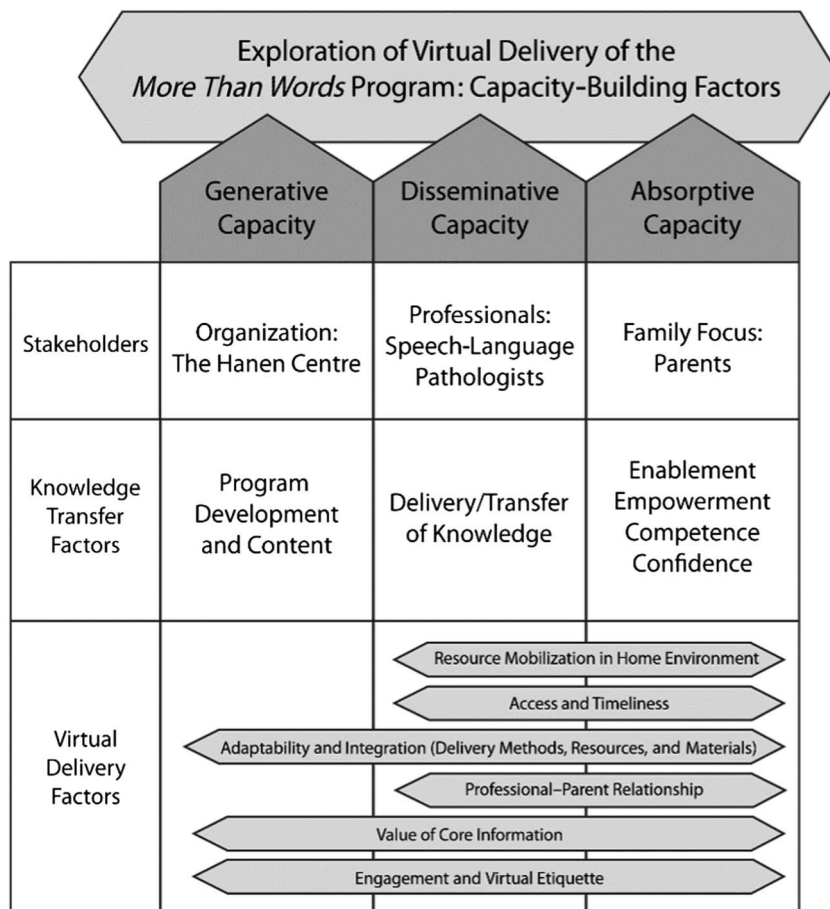 Exploration of Virtual Delivery of the
More Than Words Program: Capacity-Building Factors
Generative
Capacity
Disseminative
Capacity
Absorptive
Capacity
Stakeholders
Organization:
The Hanen Centre
Professionals:
Speech-Language
Pathologists
Family Focus:
Parents
Knowledge
Transfer
Factors
Program
Development
and Content
Delivery/Transfer
of Knowledge
Enablement
Empowerment
Competence
Confidence
Virtual
Delivery
Factors
Resource Mobilization in Home Environment
Access and Timeliness
Adaptability and Integration (Delivery Methods, Resources, and Materials)
Professional–Parent Relationship
Value of Core Information
Engagement and Virtual Etiquette